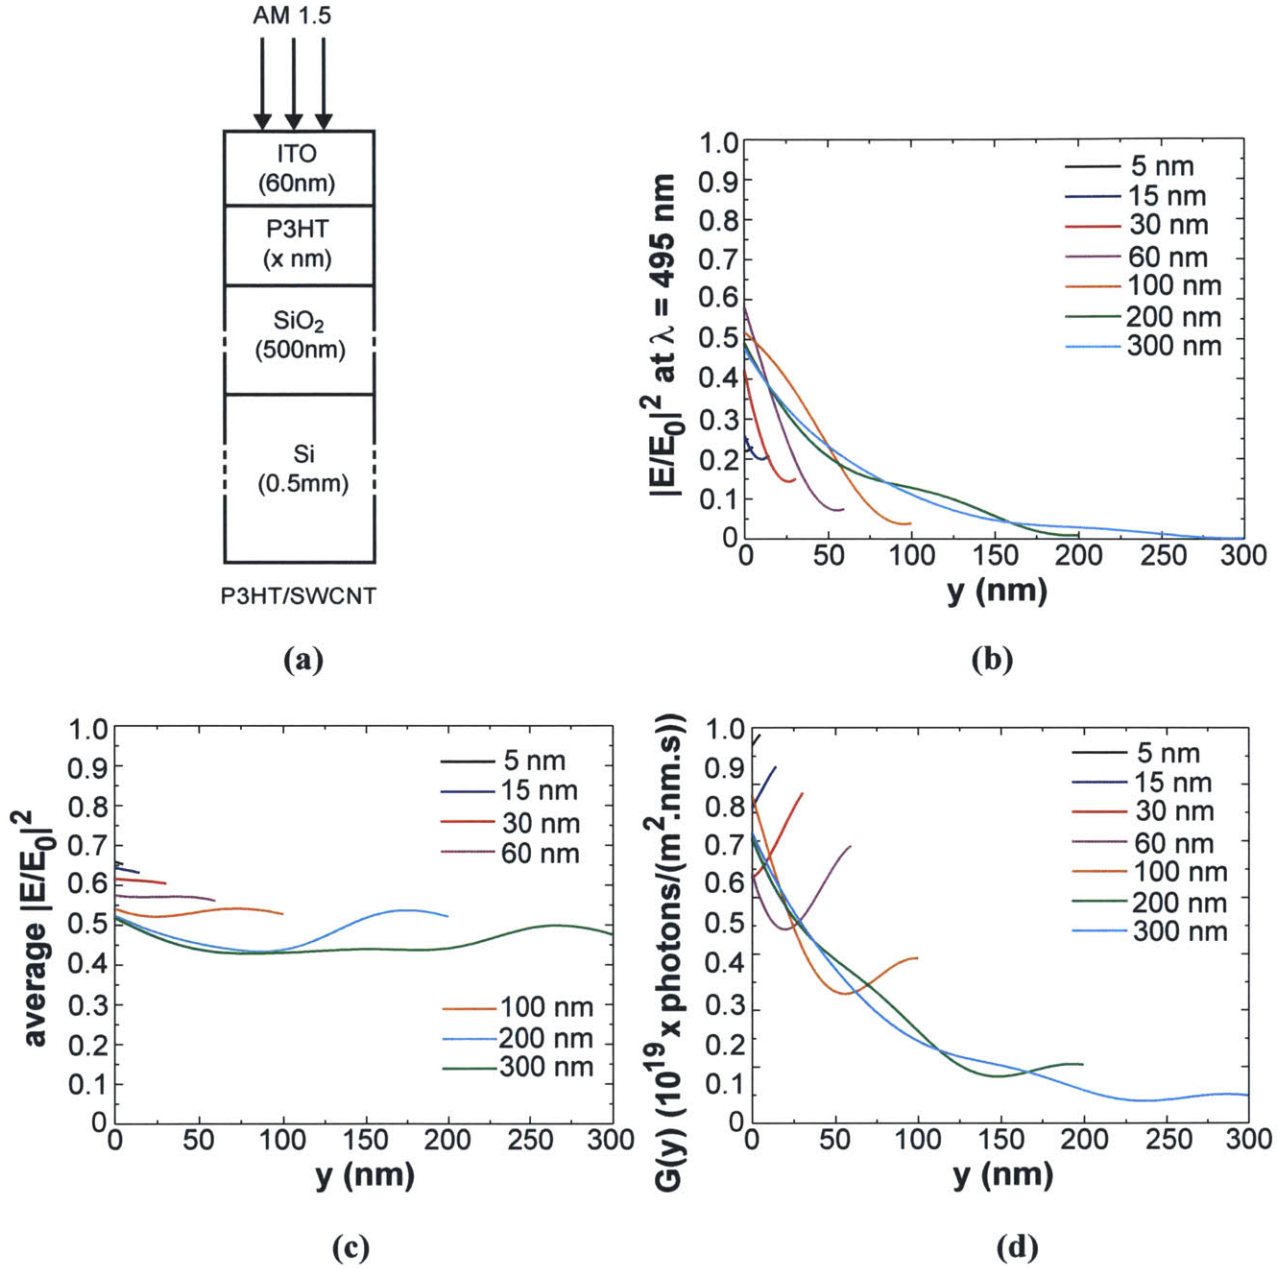 AM 1.5
ITO
(60nm)
P3HT
(x nm)
SiO₂
(500nm)
Si
(0.5mm)
P3HT/SWCNT
(a)
|E/E₀|² at λ = 495 nm
1.0
0.9
0.8
0.7
0.6
0.5
0.4
0.3
0.2
0.1
0
5 nm
15 nm
30 nm
60 nm
100 nm
200 nm
300 nm
0 50 100 150 200 250 300
y (nm)
(b)
average |E/E₀|²
1.0
0.9
0.8
0.7
0.6
0.5
0.4
0.3
0.2
0.1
0
5 nm
15 nm
30 nm
60 nm
100 nm
200 nm
300 nm
0 50 100 150 200 250 300
y (nm)
(c)
G(y) (10¹⁹ x photons/(m².nm.s))
1.0
0.9
0.8
0.7
0.6
0.5
0.4
0.3
0.2
0.1
0
5 nm
15 nm
30 nm
60 nm
100 nm
200 nm
300 nm
0 50 100 150 200 250 300
y (nm)
(d)